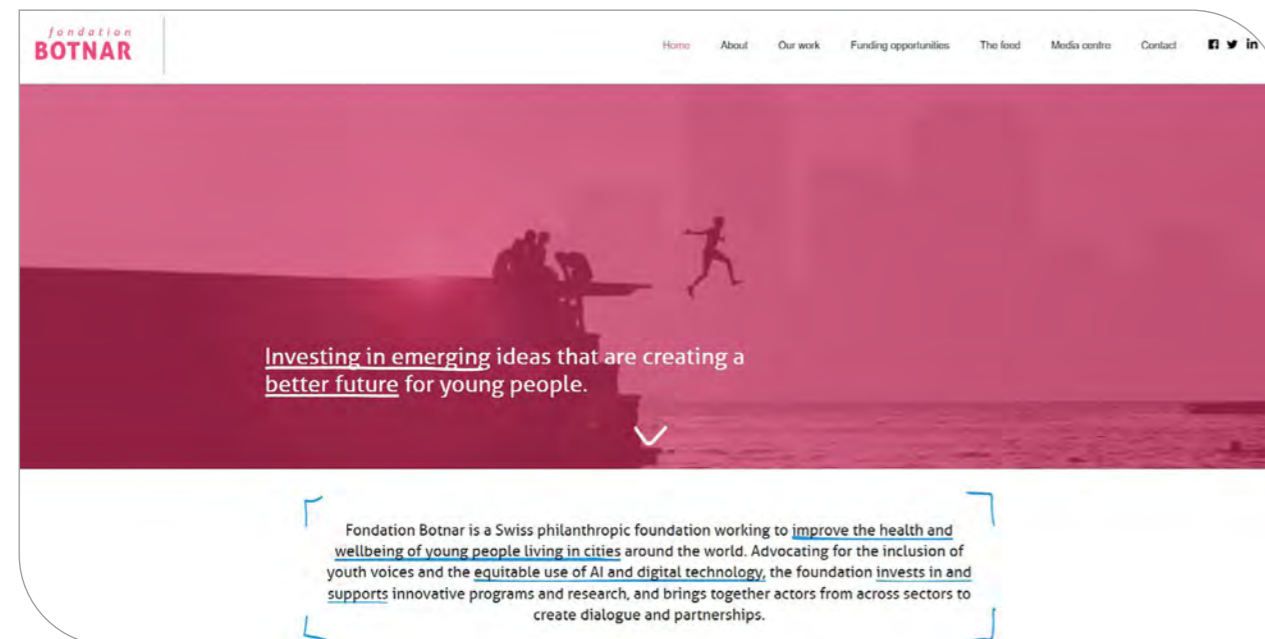 fondation
BOTNAR
Home About Our work Funding opportunities The feed Media centre Contact
Investing in emerging ideas that are creating a
better future for young people.
Fondation Botnar is a Swiss philanthropic foundation working to improve the health and
wellbeing of young people living in cities around the world. Advocating for the inclusion of
youth voices and the equitable use of AI and digital technology, the foundation invests in and
supports innovative programs and research, and brings together actors from across sectors to
create dialogue and partnerships.